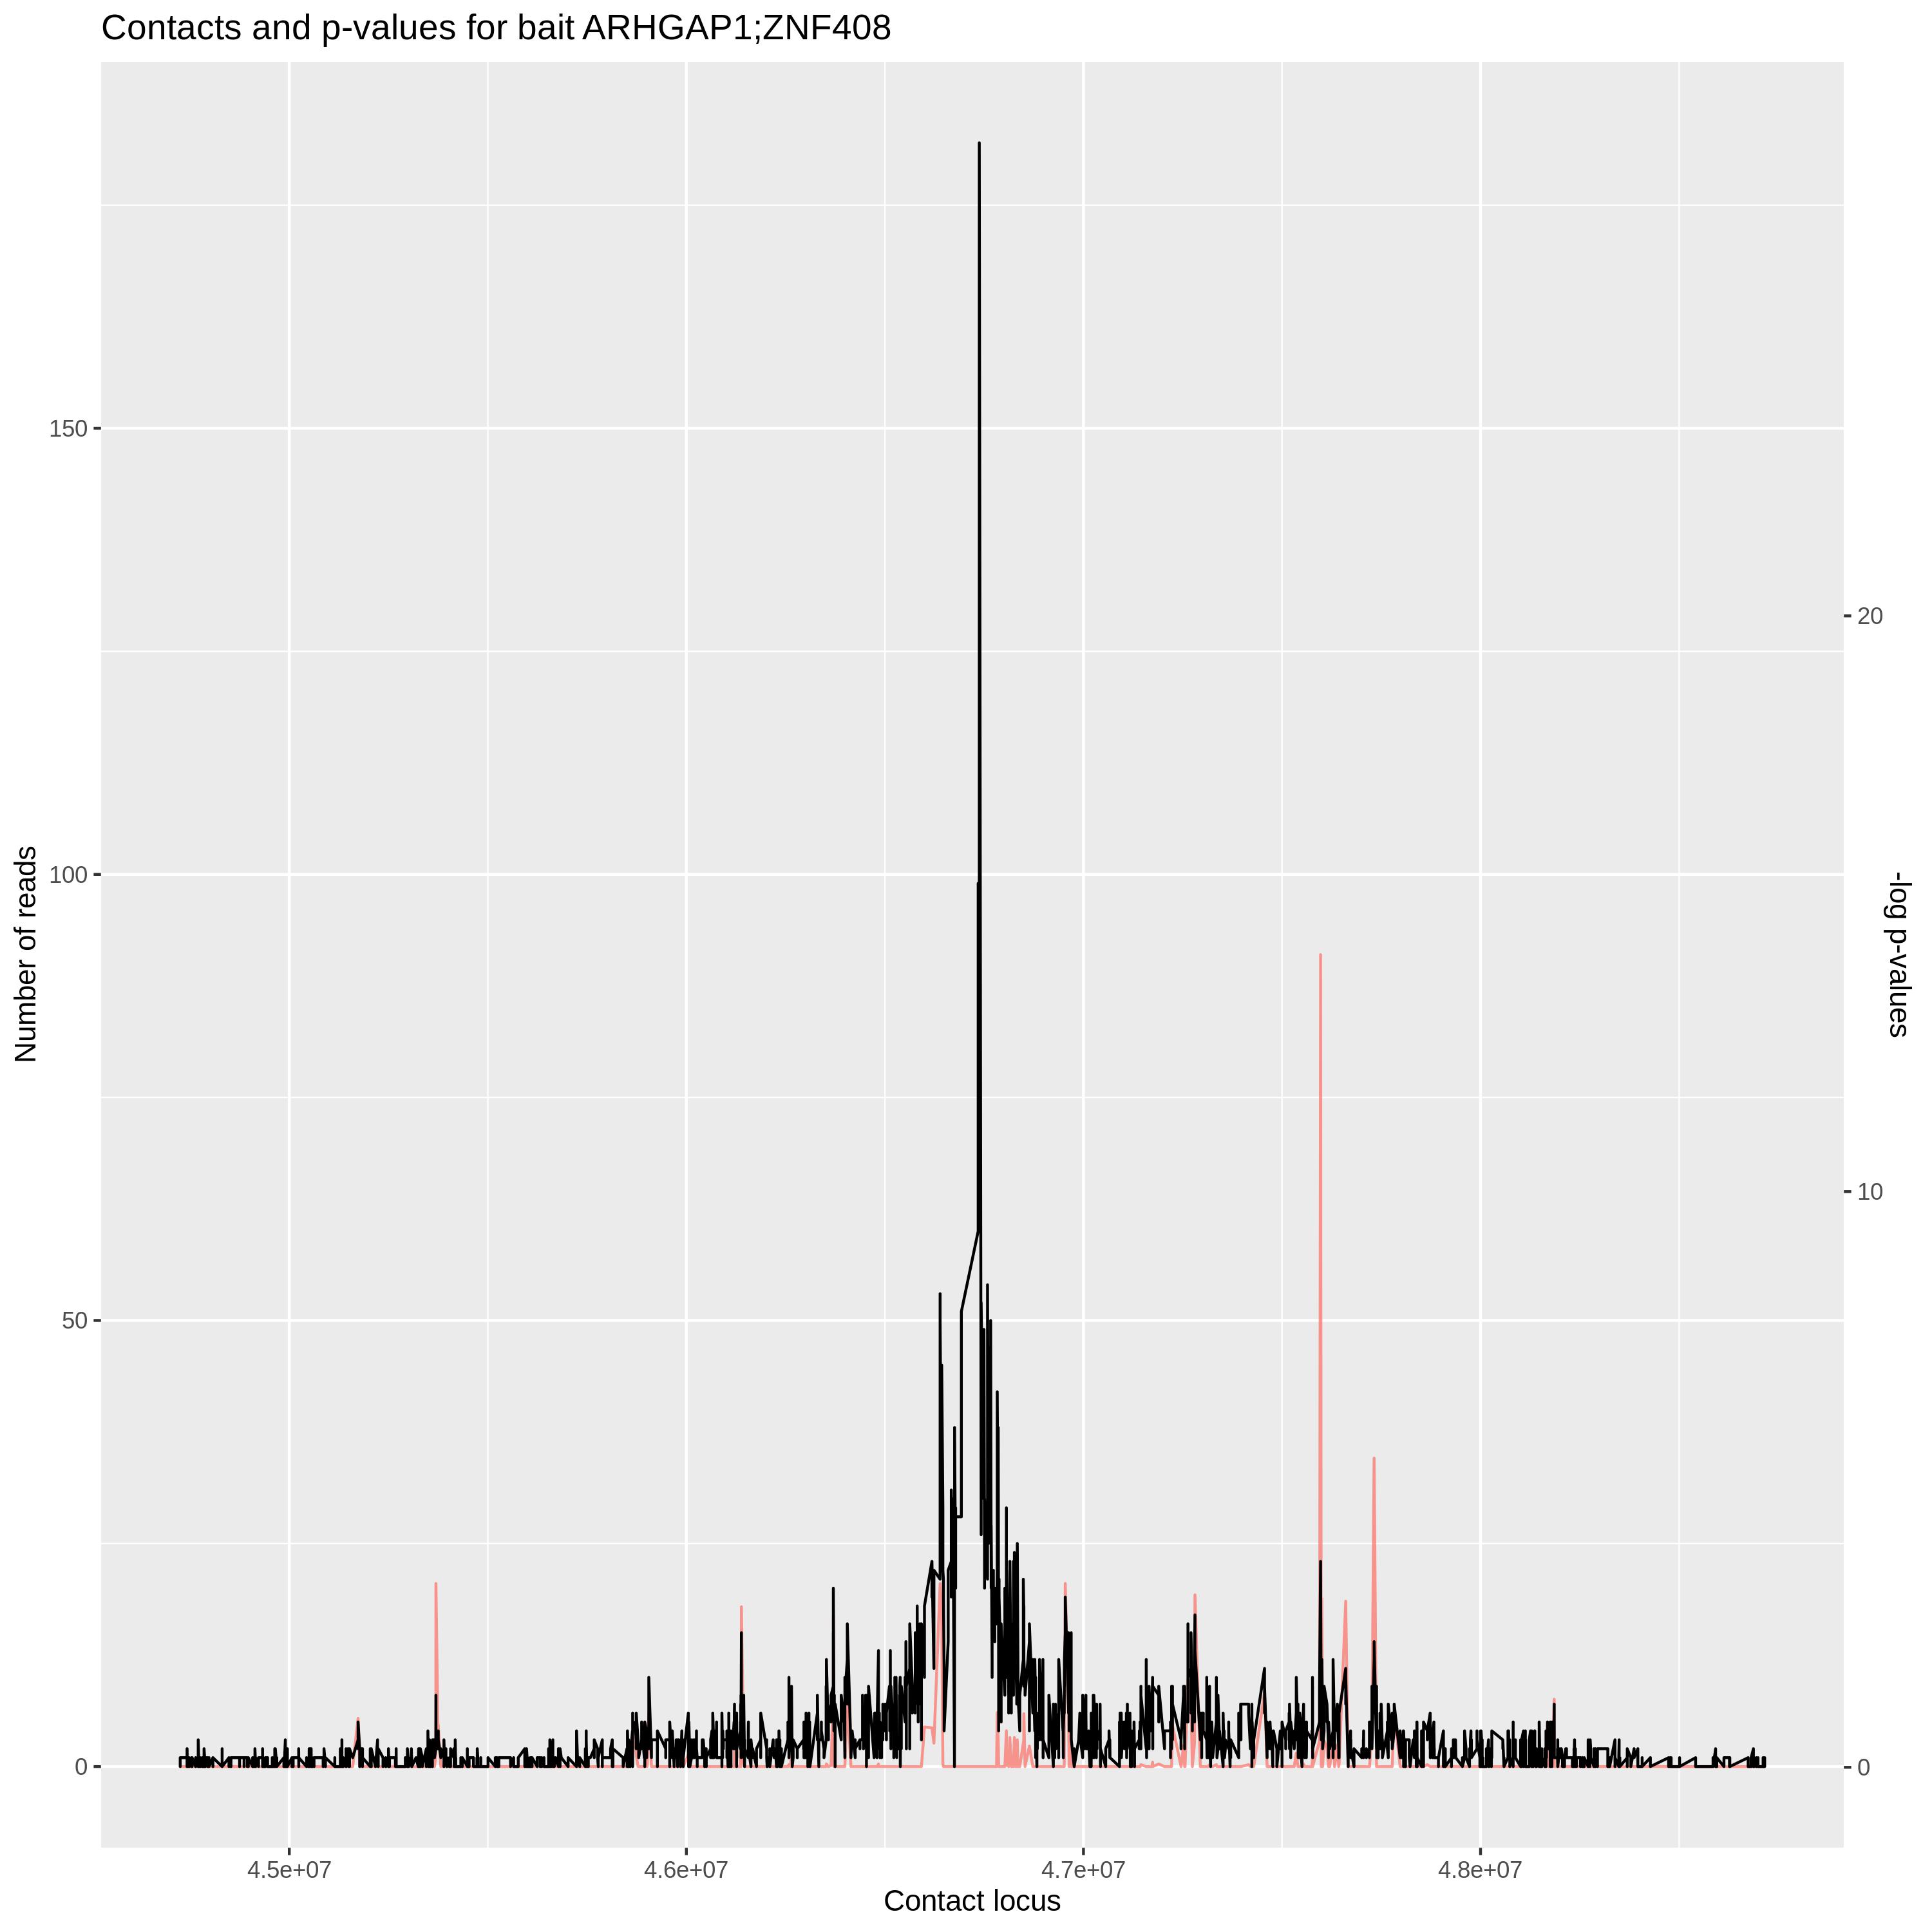 Contacts and p-values for bait ARHGAP1;ZNF408
Number of reads
150
100
50
0
20
10
0
-log p-values
4.5e+07
4.6e+07
4.7e+07
4.8e+07
Contact locus